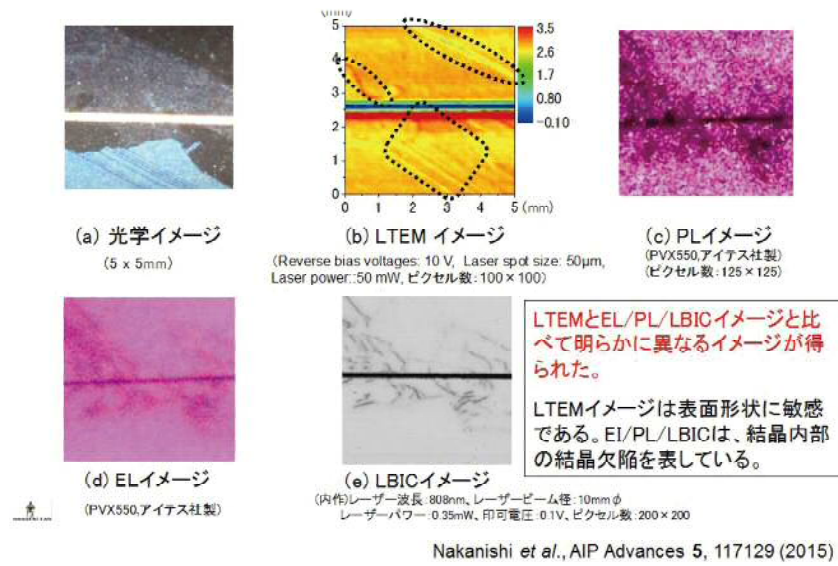 (mm)
5
4
3
2
1
0
0 1 2 3 4 5 (mm)
3.5
2.6
1.7
0.80
-0.10
(a) 光学イメージ
(5 x 5mm)
(b) LTEM イメージ
(Reverse bias voltages: 10 V, Laser spot size: 50μm,
Laser power::50 mW, ピクセル数:100×100)
(c) PLイメージ
(PVX550,アイテス社製)
(ピクセル数:125×125)
(d) ELイメージ
(PVX550,アイテス社製)
(e) LBICイメージ
(内作)レーザー波長:808nm、レーザービーム径:10mmφ
レーザーパワー:0.35mW、印可電圧:0.1V、ピクセル数:200×200
LTEMとEL/PL/LBICイメージと比
べて明らかに異なるイメージが得
られた。
LTEMイメージは表面形状に敏感
である。EI/PL/LBICは、結晶内部
の結晶欠陥を表している。
Nakanishi et al., AIP Advances 5, 117129 (2015)